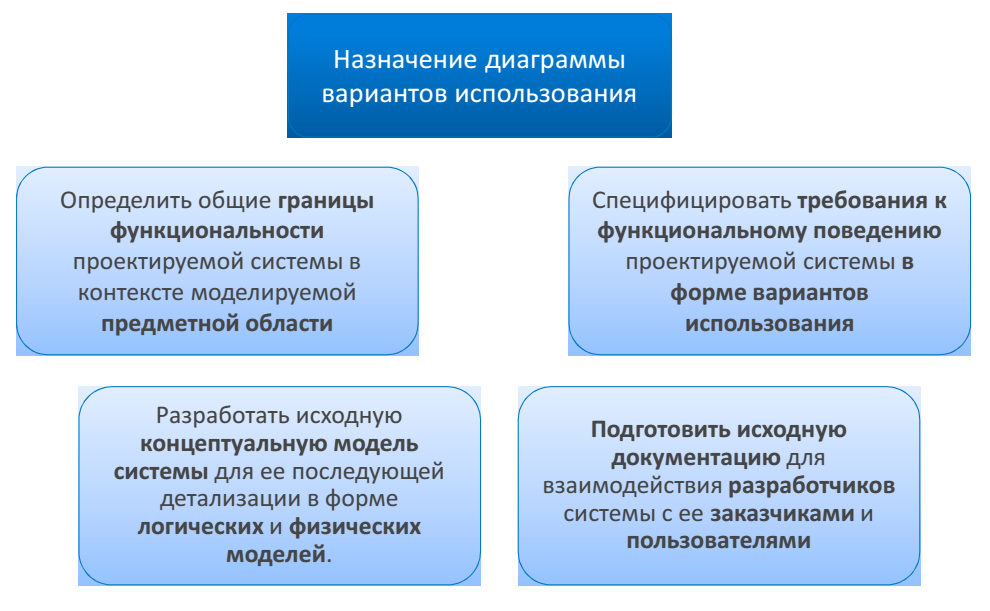 Назначение диаграммы
вариантов использования
Определить общие границы
функциональности
проектируемой системы в
контексте моделируемой
предметной области
Специфицировать требования к
функциональному поведению
проектируемой системы в
форме вариантов
использования
Разработать исходную
концептуальную модель
системы для ее последующей
детализации в форме
логических и физических
моделей.
Подготовить исходную
документацию для
взаимодействия разработчиков
системы с ее заказчиками и
пользователями